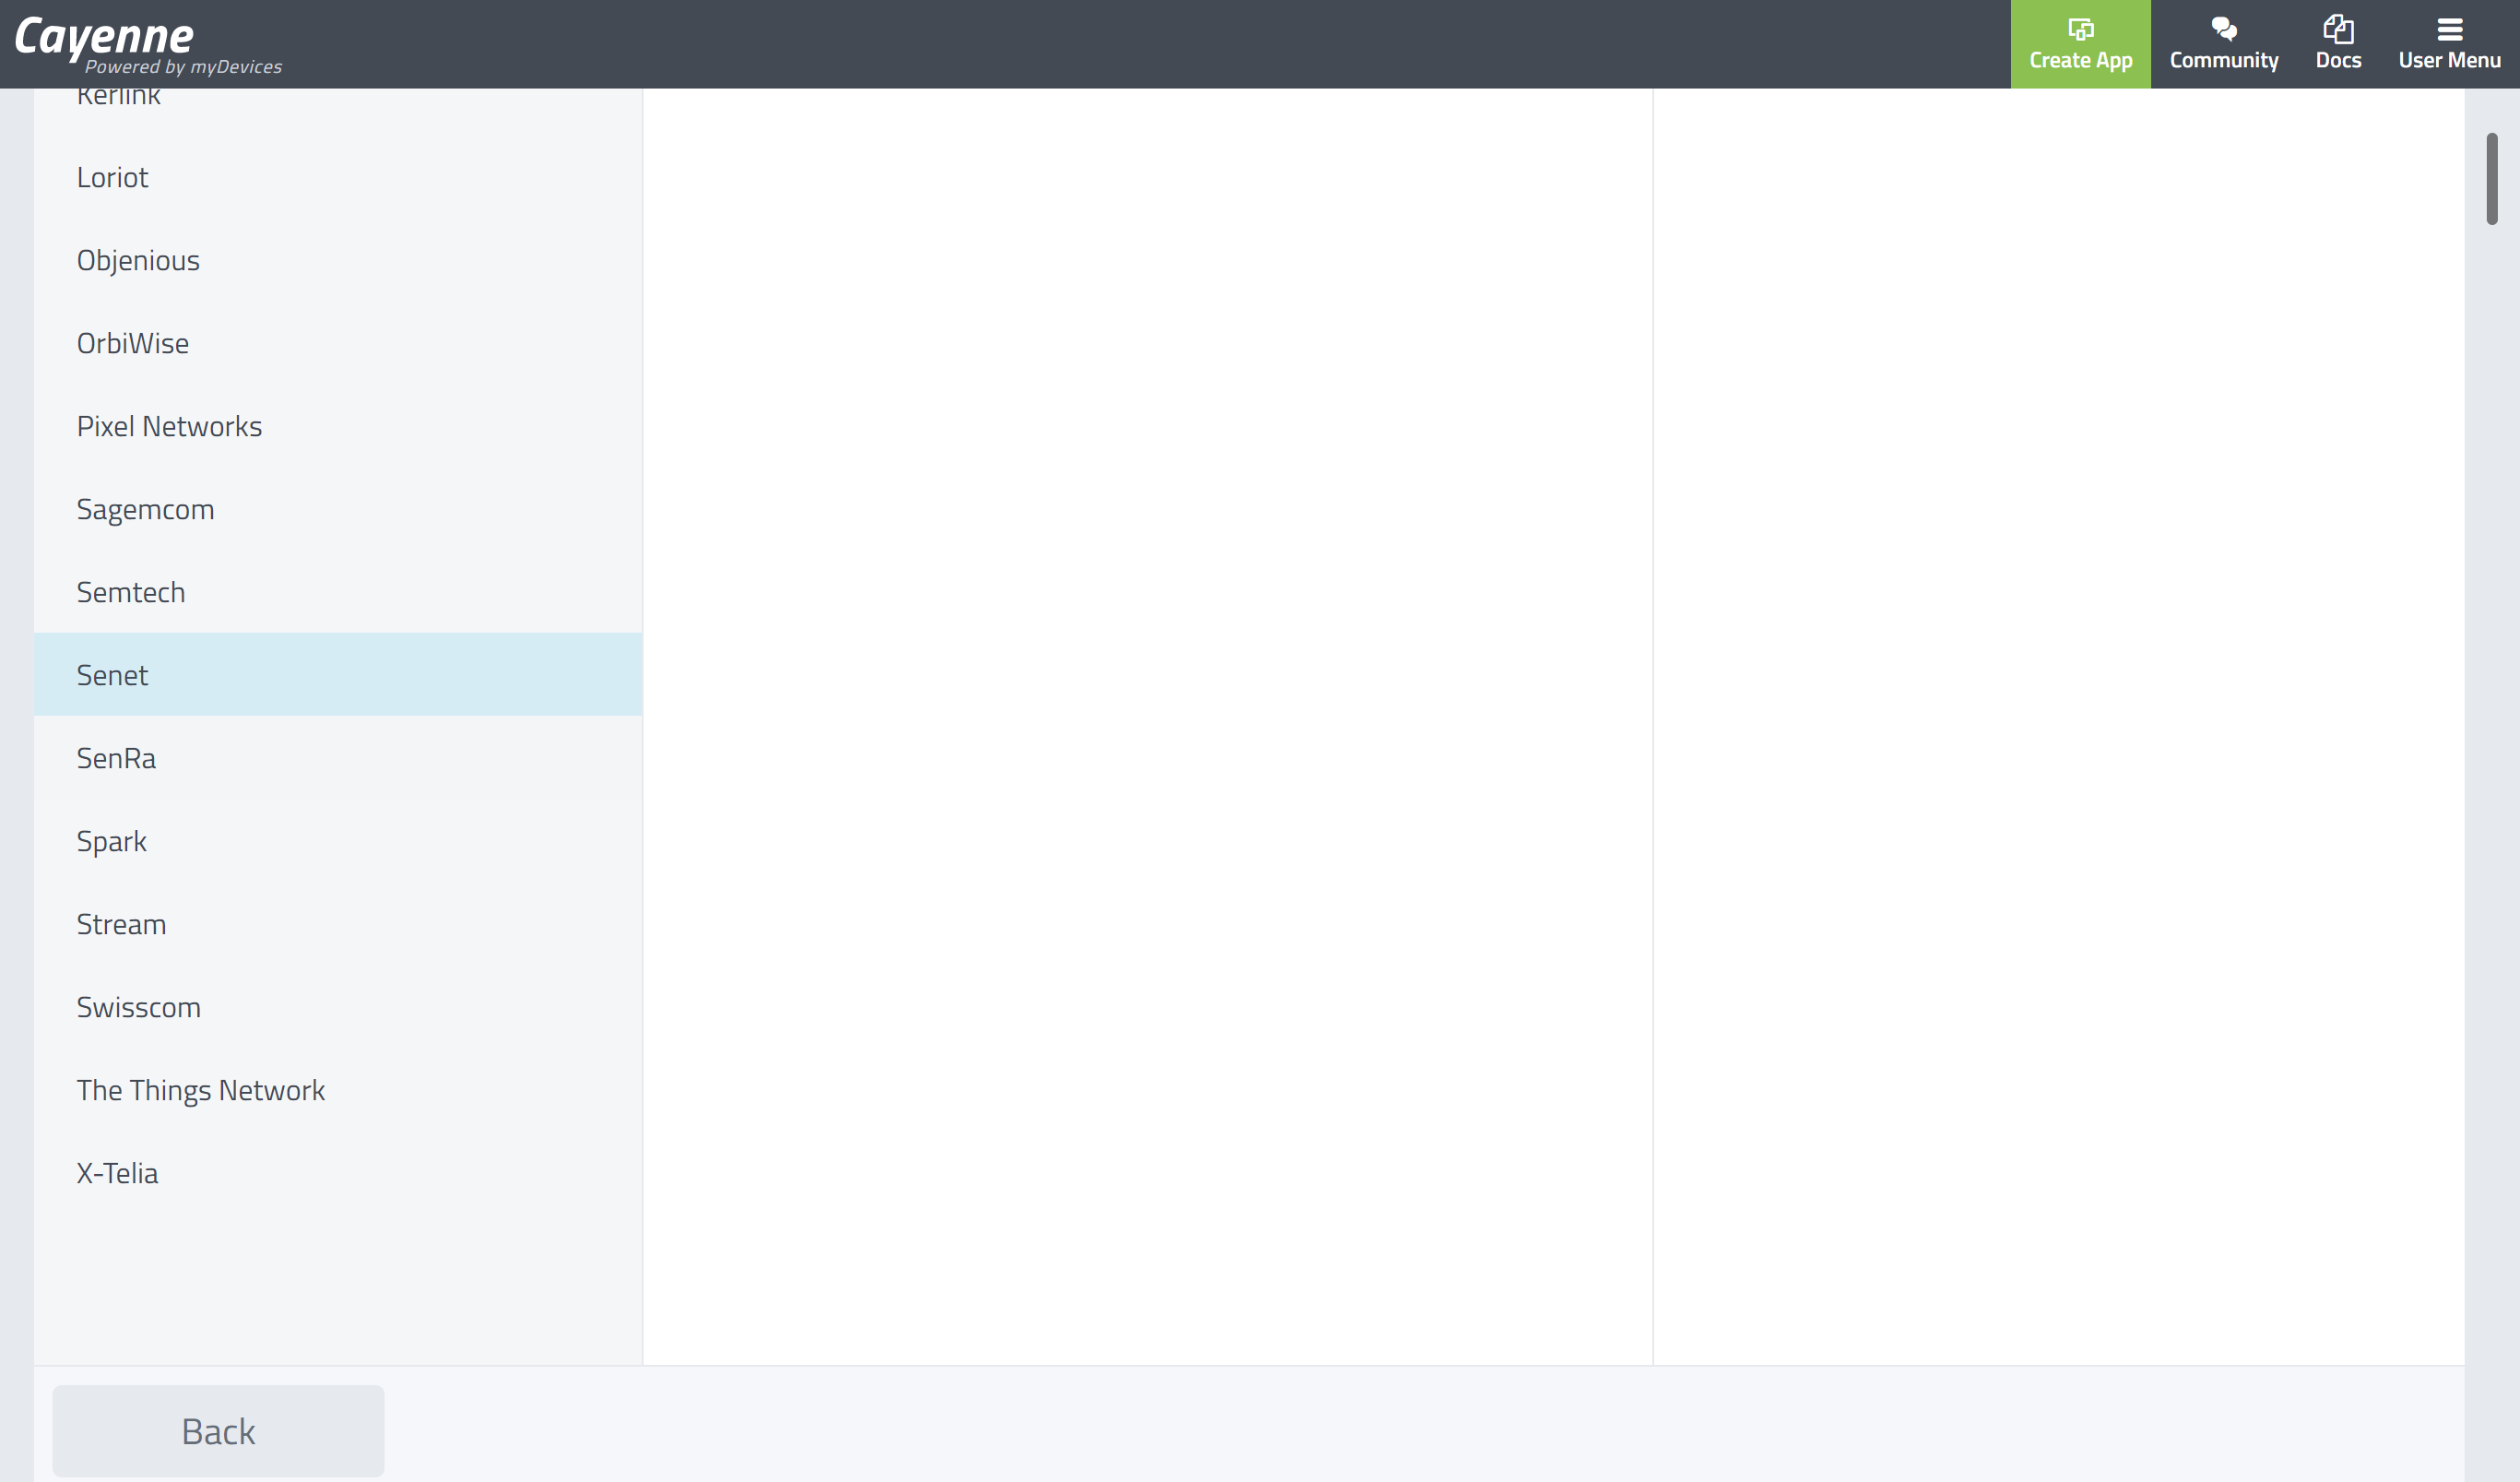 Cayenne
Powered by myDevices
Create App
Community
Docs
User Menu
Kerlink
Loriot
Objenious
OrbiWise
Pixel Networks
Sagemcom
Semtech
Senet
SenRa
Spark
Stream
Swisscom
The Things Network
X-Telia
Back